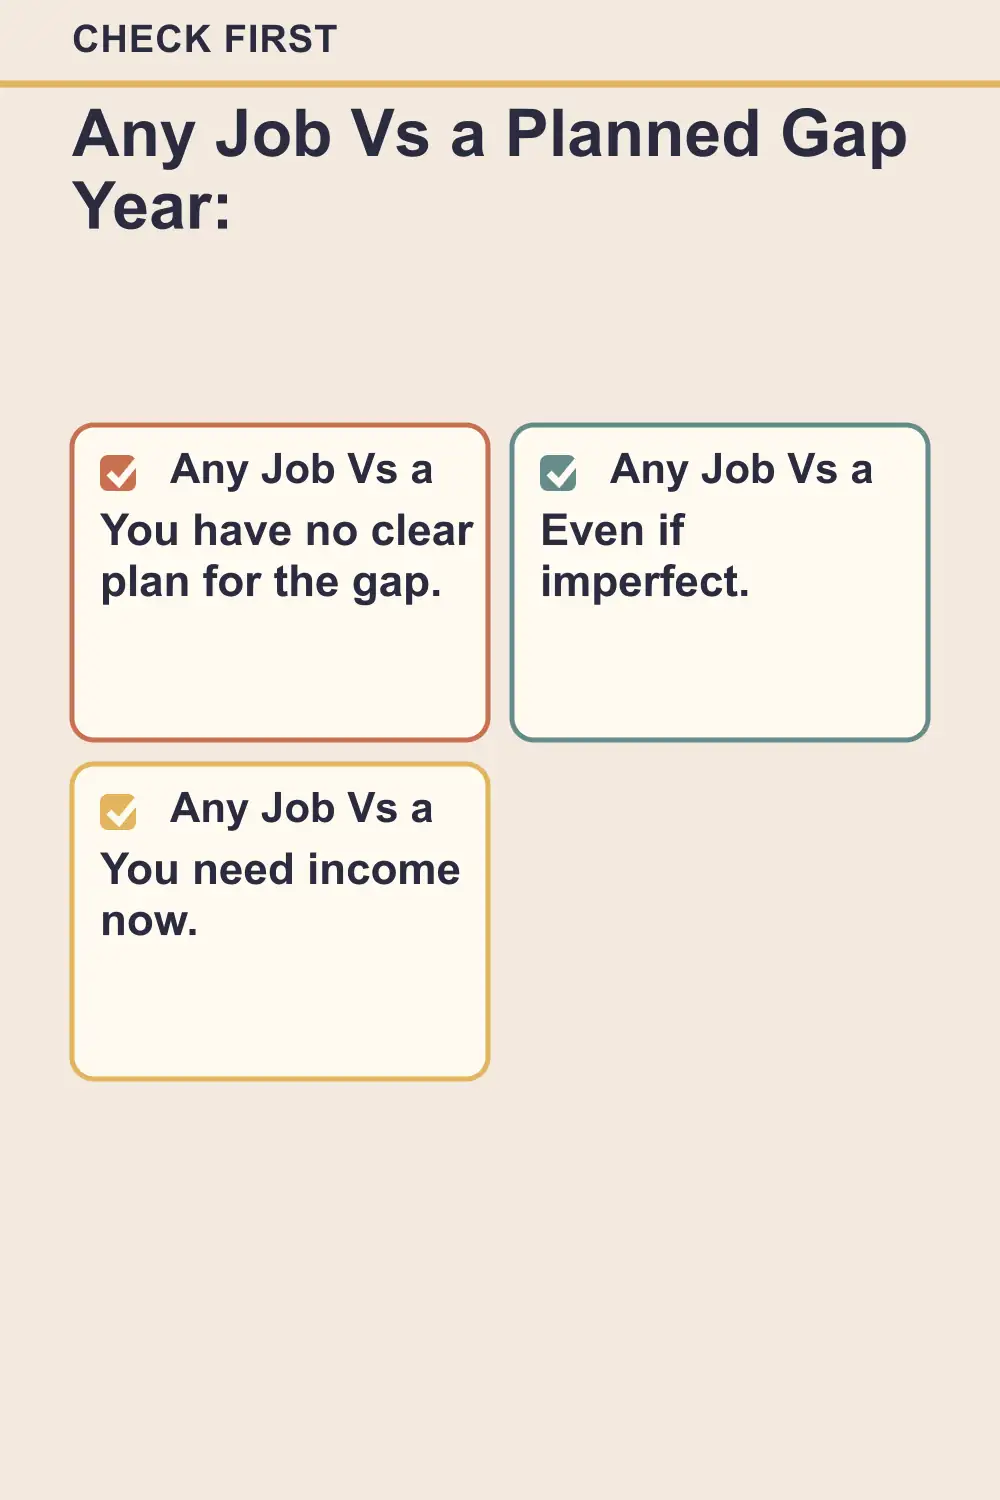 CHECK FIRST
Any Job Vs a Planned Gap
Year:
Any Job Vs a
You have no clear
plan for the gap.
Any Job Vs a
Even if
imperfect.
Any Job Vs a
You need income
now.